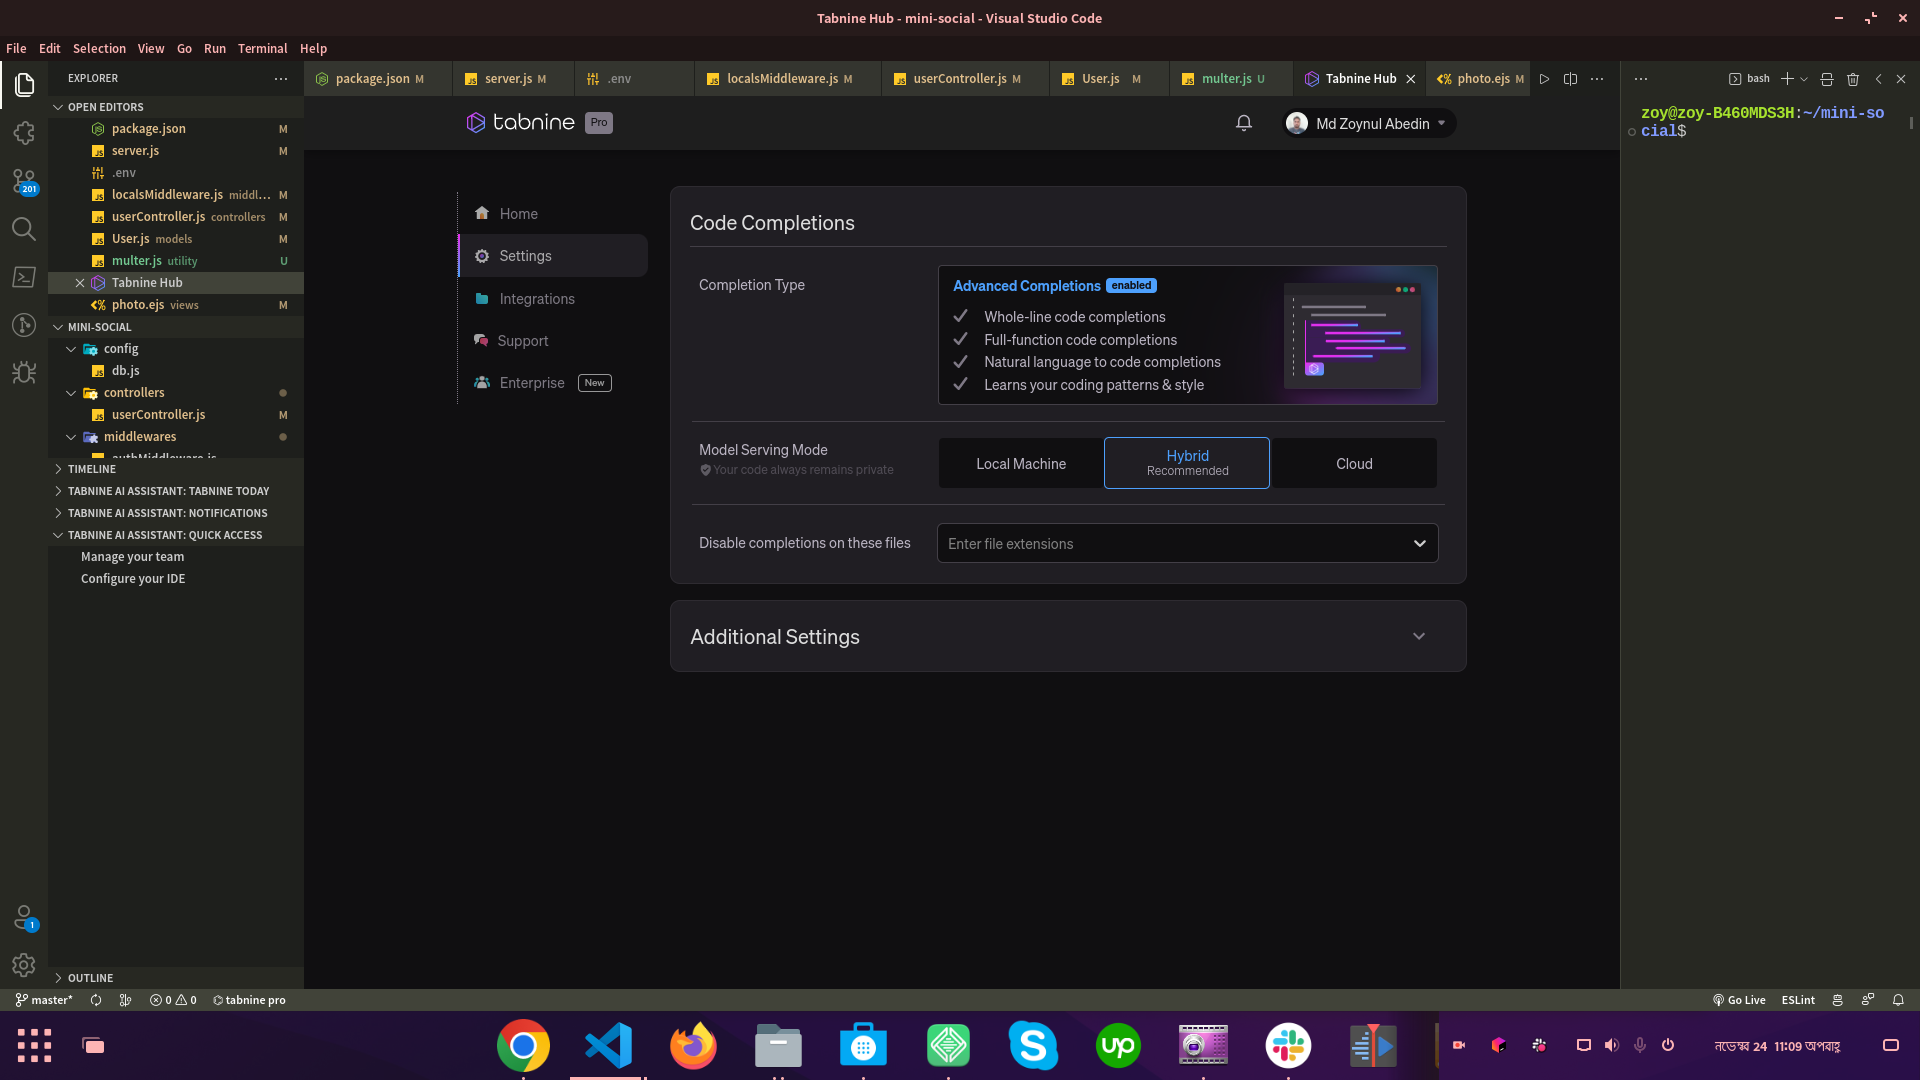 Tabnine Hub - mini-social - Visual Studio Code
File Edit Selection View Go Run Terminal Help
EXPLORER
package.json M
server.js M
.env
localsMiddleware.js M
userController.js M
User.js M
multer.js U
Tabnine Hub
photo.ejs M
bash
OPEN EDITORS
package.json M
server.js M
.env
localsMiddleware.js middl... M
userController.js controllers M
User.js models M
multer.js utility U
Tabnine Hub
photo.ejs views M
MINI-SOCIAL
config
db.js
controllers
userController.js M
middlewares
authMiddleware.js
TIMELINE
TABNINE AI ASSISTANT: TABNINE TODAY
TABNINE AI ASSISTANT: NOTIFICATIONS
TABNINE AI ASSISTANT: QUICK ACCESS
Manage your team
Configure your IDE
OUTLINE
201
1
tabnine Pro
Md Zoynul Abedin
Home
Settings
Integrations
Support
Enterprise New
Code Completions
Completion Type
Advanced Completions enabled
Whole-line code completions
Full-function code completions
Natural language to code completions
Learns your coding patterns & style
Model Serving Mode
Your code always remains private
Local Machine
Hybrid
Recommended
Cloud
Disable completions on these files
Enter file extensions
Additional Settings
zoy@zoy-B460MDS3H:~/mini-so
cial$
master* 0 0 tabnine pro
Go Live ESLint
up
নভেম্বর 24 11:09 অপরাহ্ণ